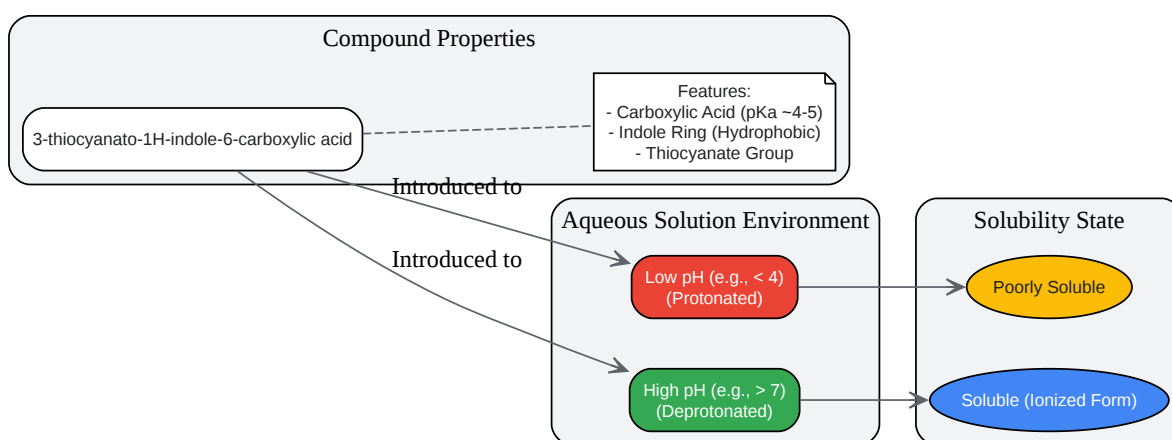 Compound Properties
3-thiocyanato-1H-indole-6-carboxylic acid
Features:
- Carboxylic Acid (pKa ~4-5)
- Indole Ring (Hydrophobic)
- Thiocyanate Group
Introduced to
Introduced to
Aqueous Solution Environment
Low pH (e.g., < 4)
(Protonated)
High pH (e.g., > 7)
(Deprotonated)
Solubility State
Poorly Soluble
Soluble (Ionized Form)